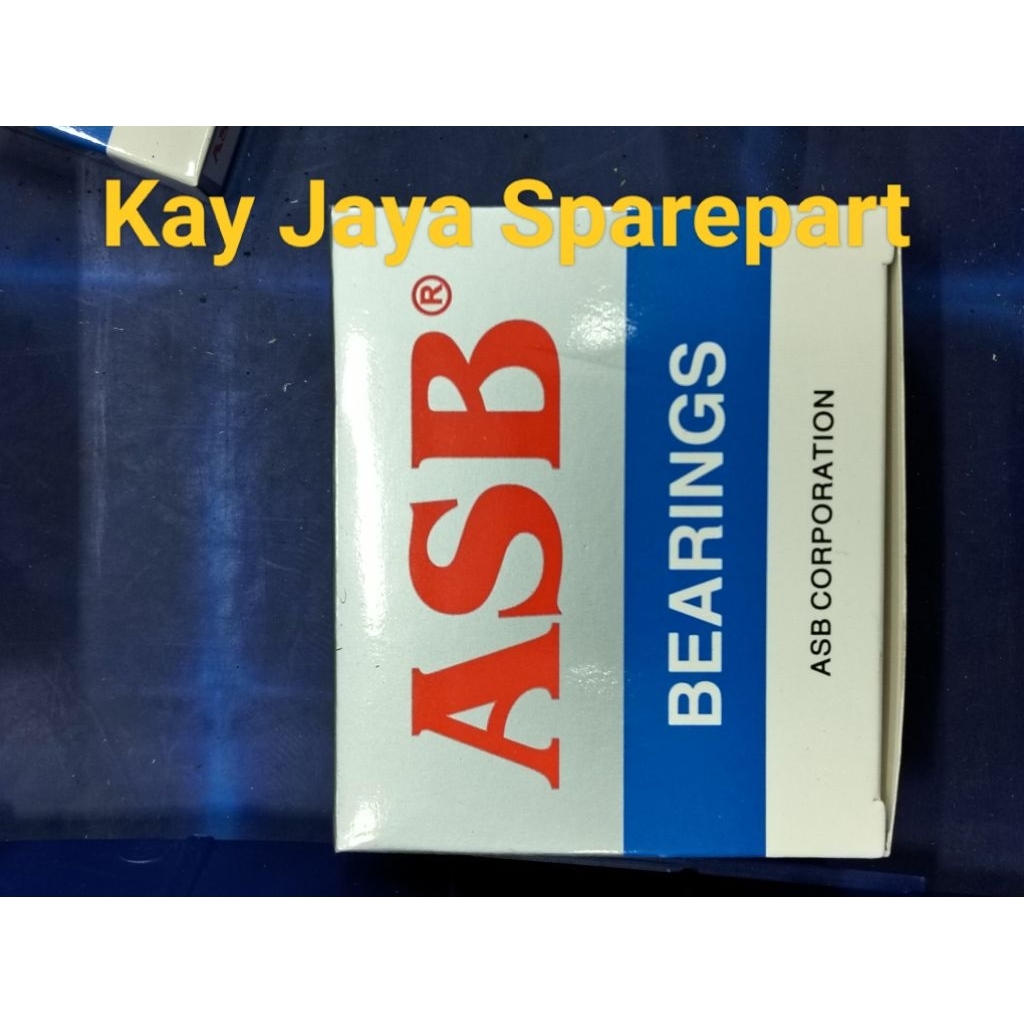 Kay Jaya Sparepart
ASB®
BEARINGS
ASB CORPORATION